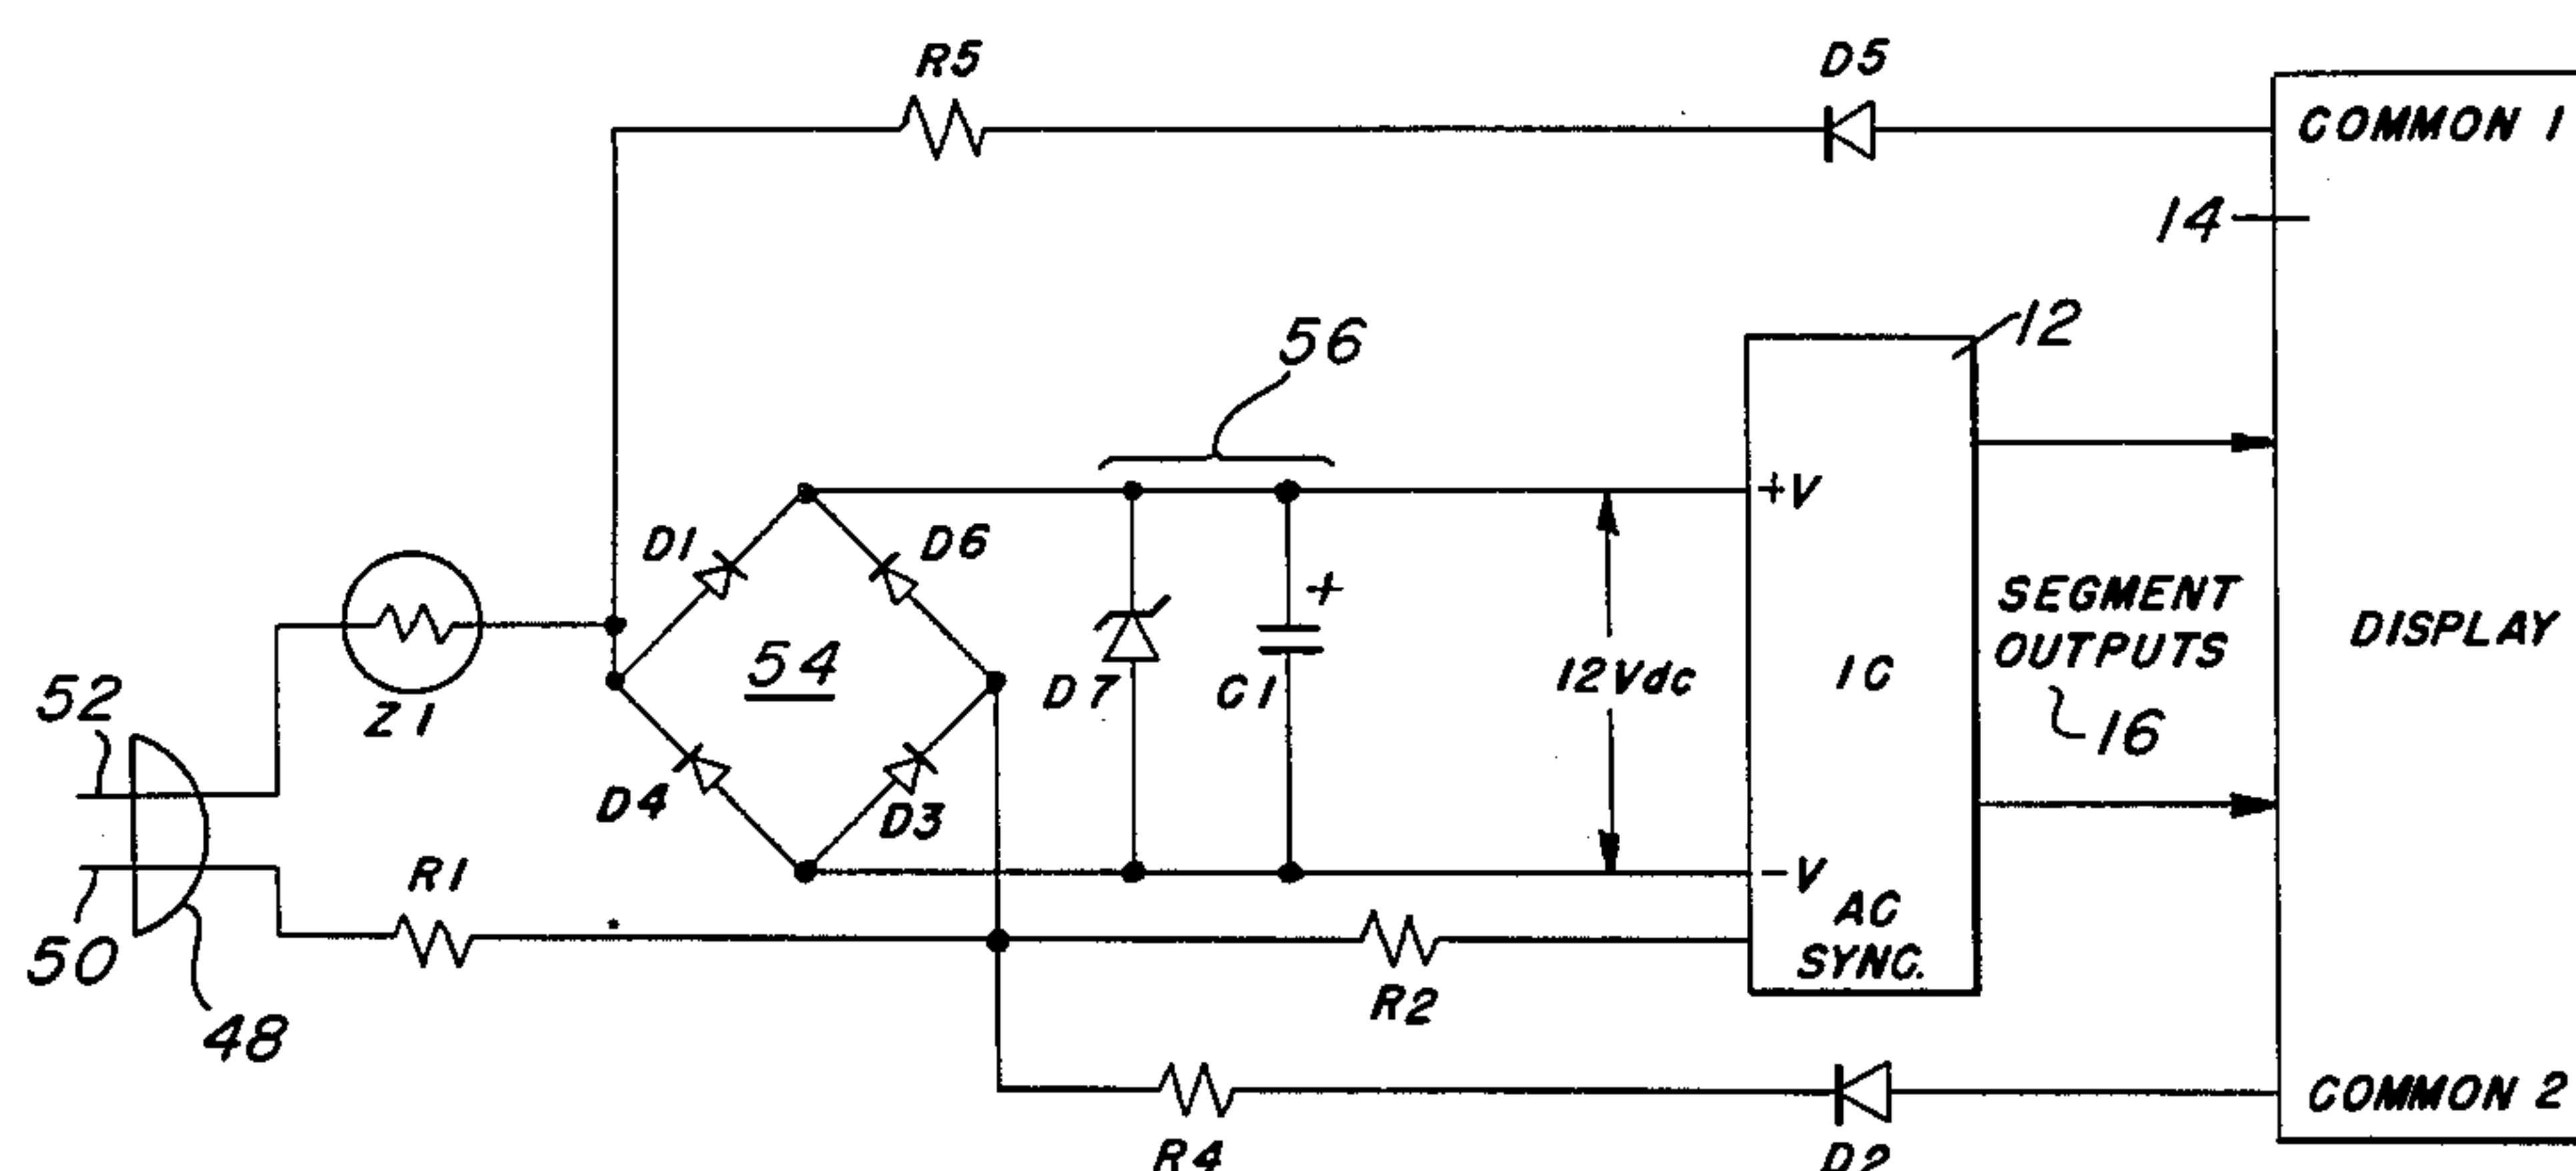 R5
D5
COMMON 1
14
56
12
+V
D1
D6
SEGMENT
OUTPUTS
DISPLAY
54
D7
C1
12Vdc
IC
52
Z1
16
D4
D3
R1
-V
AC
SYNC.
50
R2
48
COMMON 2
R4
D2